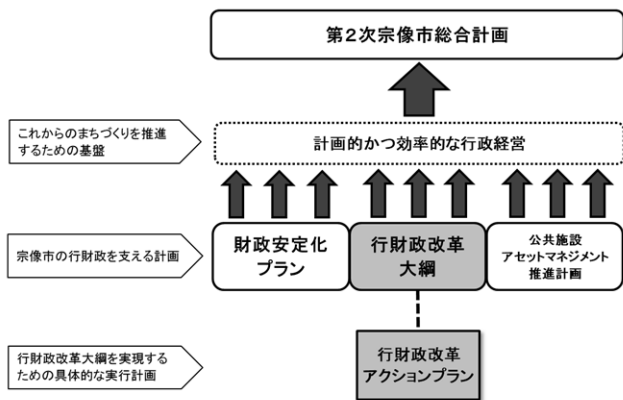 第2次宗像市総合計画
これからのまちづくりを推進
するための基盤
計画的かつ効率的な行政経営
宗像市の行財政を支える計画
財政安定化
プラン
行財政改革
大綱
公共施設
アセットマネジメント
推進計画
行財政改革大綱を実現する
ための具体的な実行計画
行財政改革
アクションプラン